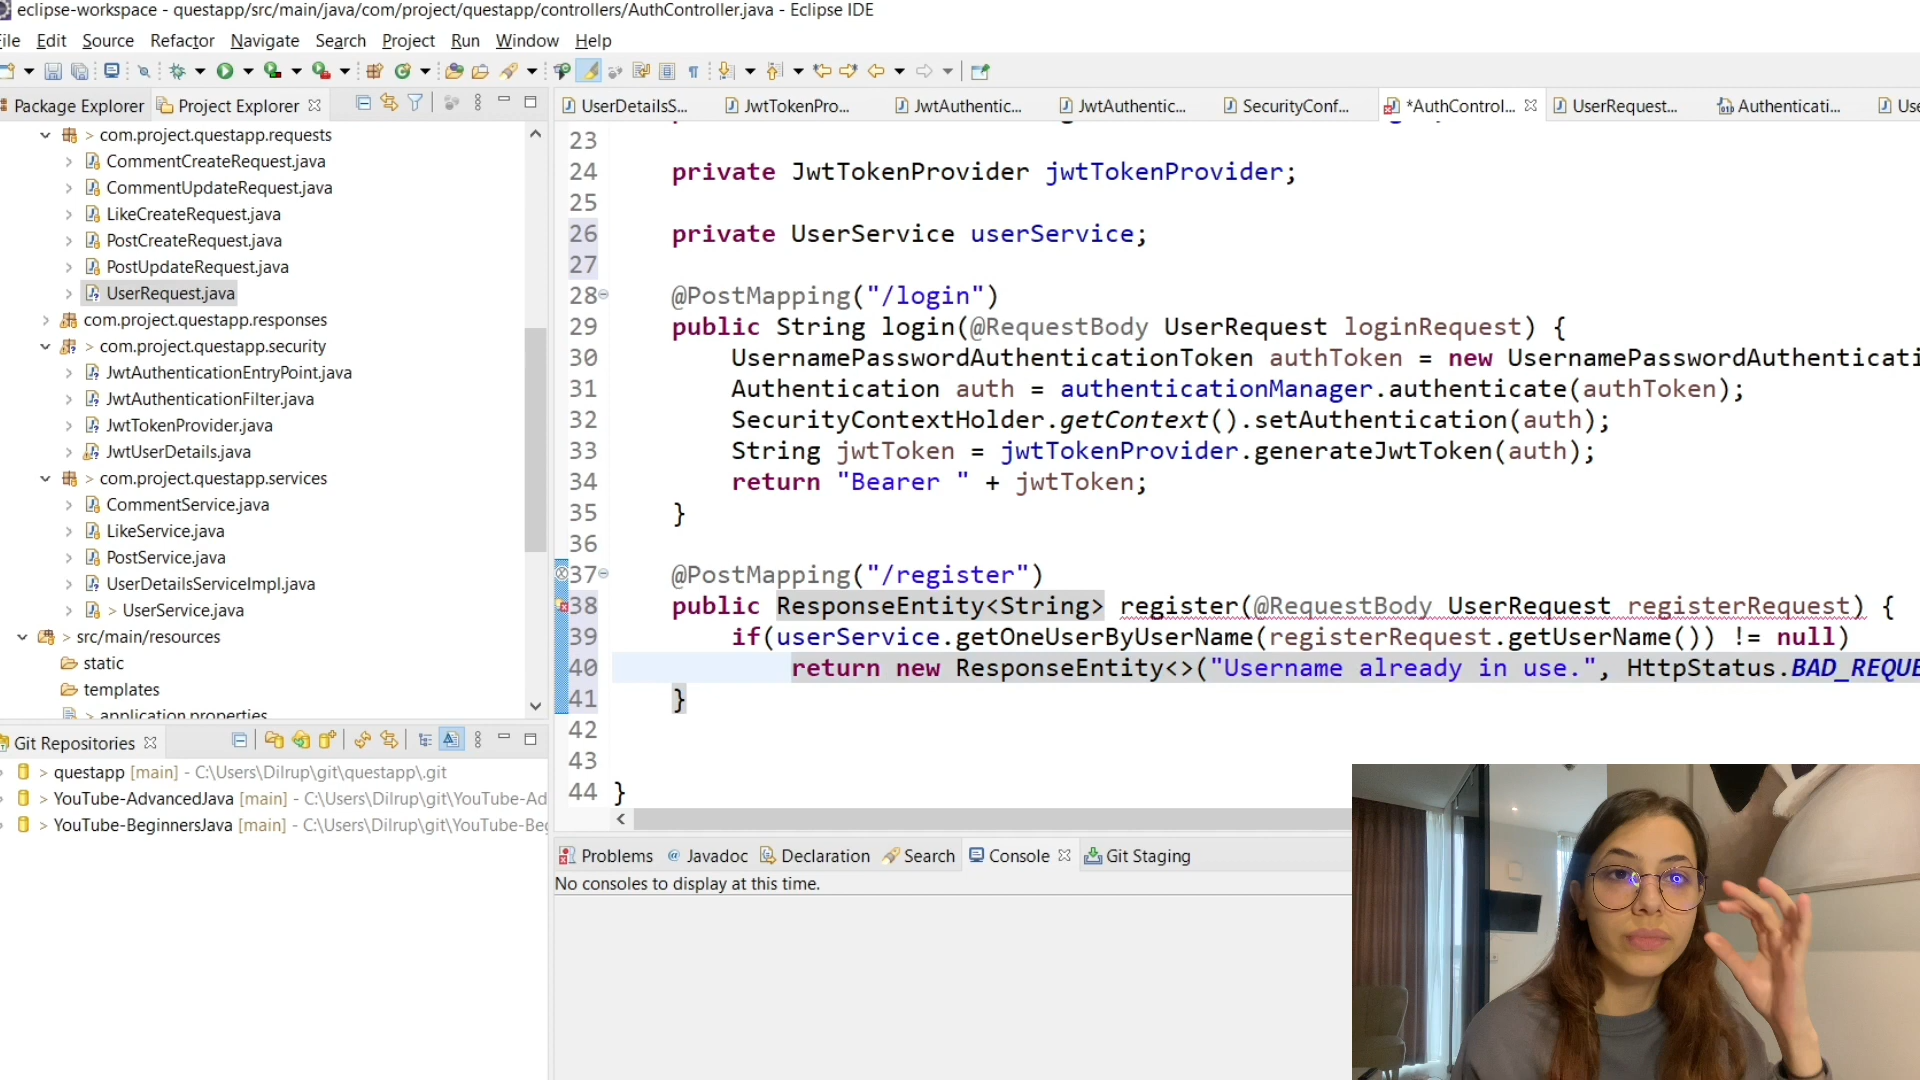 eclipse-workspace - questapp/src/main/java/com/project/questapp/controllers/AuthController.java - Eclipse IDE
File Edit Source Refactor Navigate Search Project Run Window Help
Package Explorer Project Explorer
UserDetailsS... JwtTokenPro... JwtAuthentic... JwtAuthentic... SecurityConf... *AuthControl... UserRequest... Authenticati... Use
> com.project.questapp.requests
CommentCreateRequest.java
CommentUpdateRequest.java
LikeCreateRequest.java
PostCreateRequest.java
PostUpdateRequest.java
UserRequest.java
com.project.questapp.responses
> com.project.questapp.security
JwtAuthenticationEntryPoint.java
JwtAuthenticationFilter.java
JwtTokenProvider.java
JwtUserDetails.java
> com.project.questapp.services
CommentService.java
LikeService.java
PostService.java
UserDetailsServiceImpl.java
> UserService.java
> src/main/resources
static
templates
> application.properties
Git Repositories
> questapp [main] - C:\Users\Dilrup\git\questapp\.git
> YouTube-AdvancedJava [main] - C:\Users\Dilrup\git\YouTube-Ad
> YouTube-BeginnersJava [main] - C:\Users\Dilrup\git\YouTube-Be
23
24 private JwtTokenProvider jwtTokenProvider;
25
26 private UserService userService;
27
28 @PostMapping("/login")
29 public String login(@RequestBody UserRequest loginRequest) {
30 UsernamePasswordAuthenticationToken authToken = new UsernamePasswordAuthenticati
31 Authentication auth = authenticationManager.authenticate(authToken);
32 SecurityContextHolder.getContext().setAuthentication(auth);
33 String jwtToken = jwtTokenProvider.generateJwtToken(auth);
34 return "Bearer " + jwtToken;
35 }
36
37 @PostMapping("/register")
38 public ResponseEntity<String> register(@RequestBody UserRequest registerRequest) {
39 if(userService.getOneUserByUserName(registerRequest.getUserName()) != null)
40 return new ResponseEntity<>("Username already in use.", HttpStatus.BAD_REQUE
41 }
42
43
44 }
Problems Javadoc Declaration Search Console Git Staging
No consoles to display at this time.